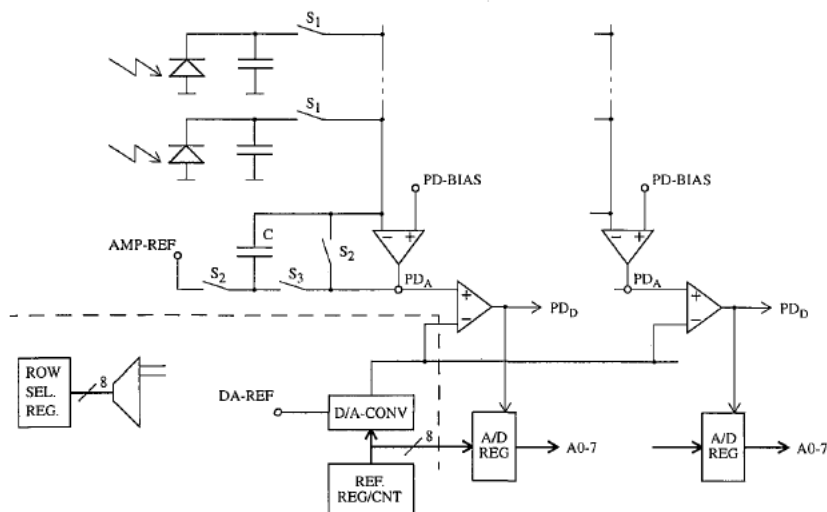 S1
S1
PD-BIAS
PD-BIAS
AMP-REF
C
S2
S2
S3
PDA
PDA
+
−
+
−
PDD
PDD
ROW
SEL.
REG.
8
DA-REF
D/A-CONV
8
A/D
REG
A0-7
A/D
REG
A0-7
REF.
REG/CNT